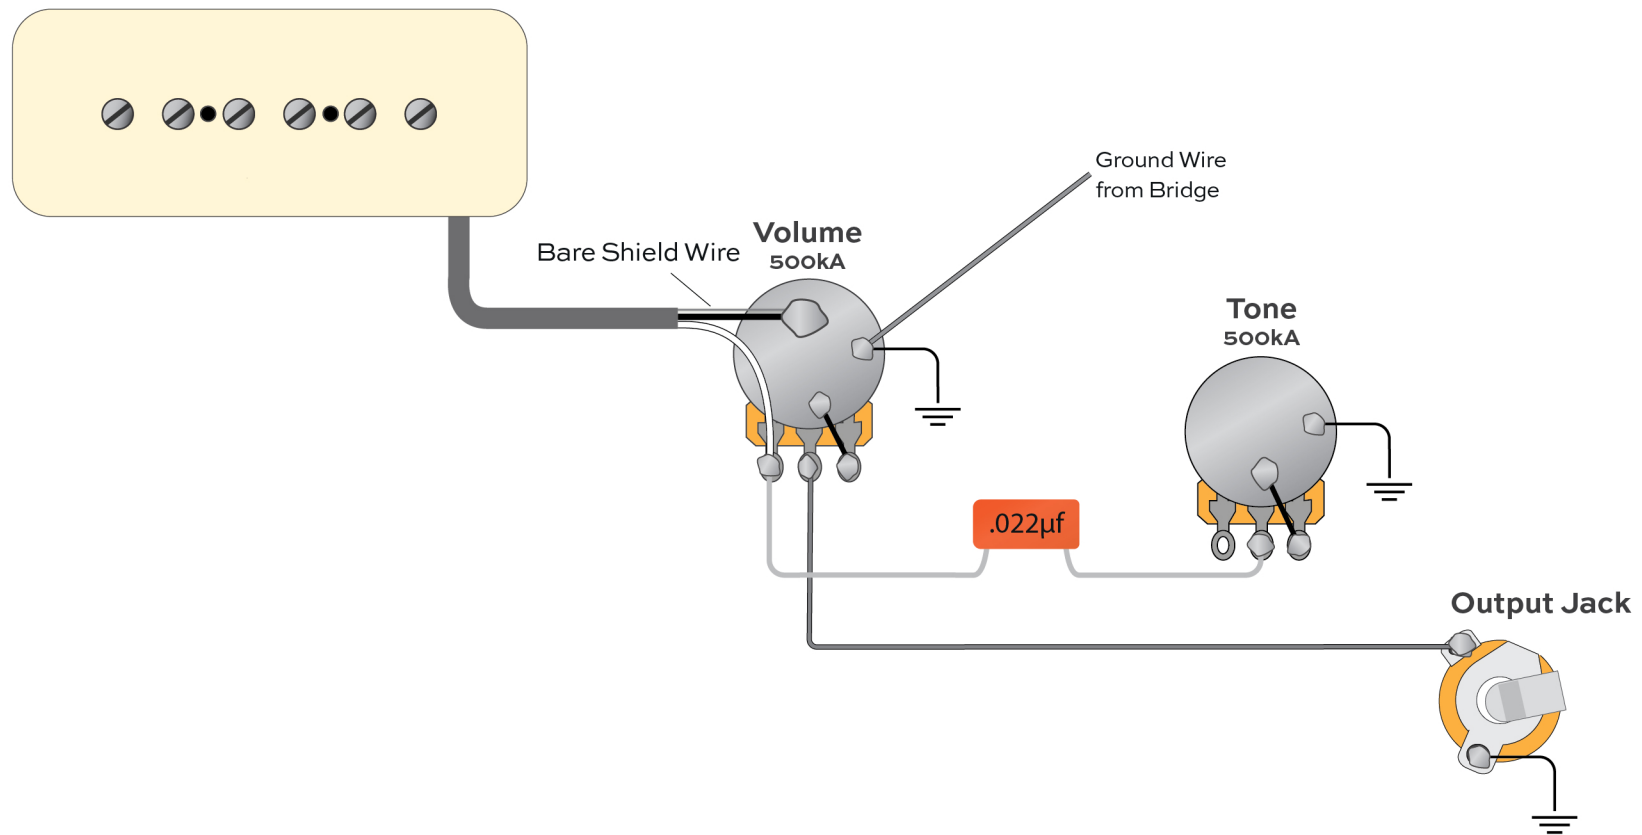 Ground Wire
from Bridge
Volume
500kA
Bare Shield Wire
Tone
500kA
.022µf
Output Jack